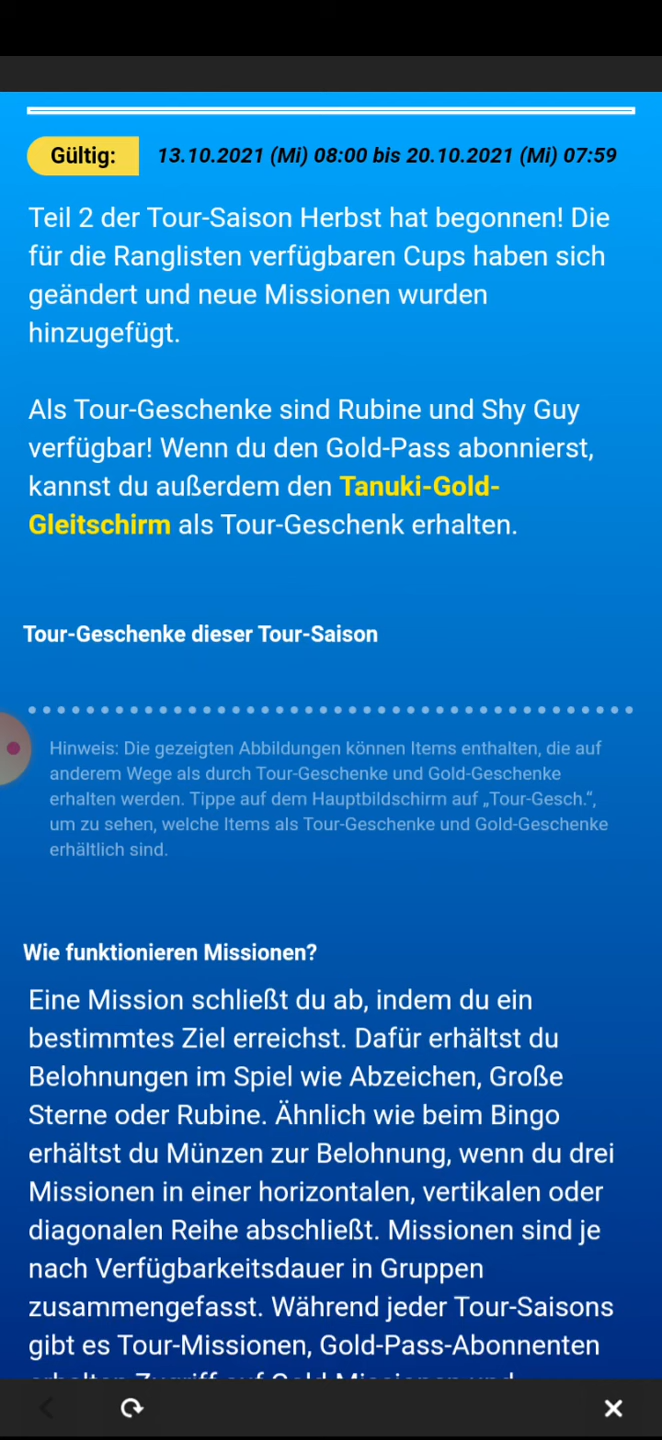 Gültig: 13.10.2021 (Mi) 08:00 bis 20.10.2021 (Mi) 07:59
Teil 2 der Tour-Saison Herbst hat begonnen! Die
für die Ranglisten verfügbaren Cups haben sich
geändert und neue Missionen wurden
hinzugefügt.
Als Tour-Geschenke sind Rubine und Shy Guy
verfügbar! Wenn du den Gold-Pass abonnierst,
kannst du außerdem den Tanuki-Gold-
Gleitschirm als Tour-Geschenk erhalten.
Tour-Geschenke dieser Tour-Saison
Hinweis: Die gezeigten Abbildungen können Items enthalten, die auf
anderem Wege als durch Tour-Geschenke und Gold-Geschenke
erhalten werden. Tippe auf dem Hauptbildschirm auf „Tour-Gesch.“,
um zu sehen, welche Items als Tour-Geschenke und Gold-Geschenke
erhältlich sind.
Wie funktionieren Missionen?
Eine Mission schließt du ab, indem du ein
bestimmtes Ziel erreichst. Dafür erhältst du
Belohnungen im Spiel wie Abzeichen, Große
Sterne oder Rubine. Ähnlich wie beim Bingo
erhältst du Münzen zur Belohnung, wenn du drei
Missionen in einer horizontalen, vertikalen oder
diagonalen Reihe abschließt. Missionen sind je
nach Verfügbarkeitsdauer in Gruppen
zusammengefasst. Während jeder Tour-Saisons
gibt es Tour-Missionen, Gold-Pass-Abonnenten
erhalten Zugriff auf Gold-Missionen und